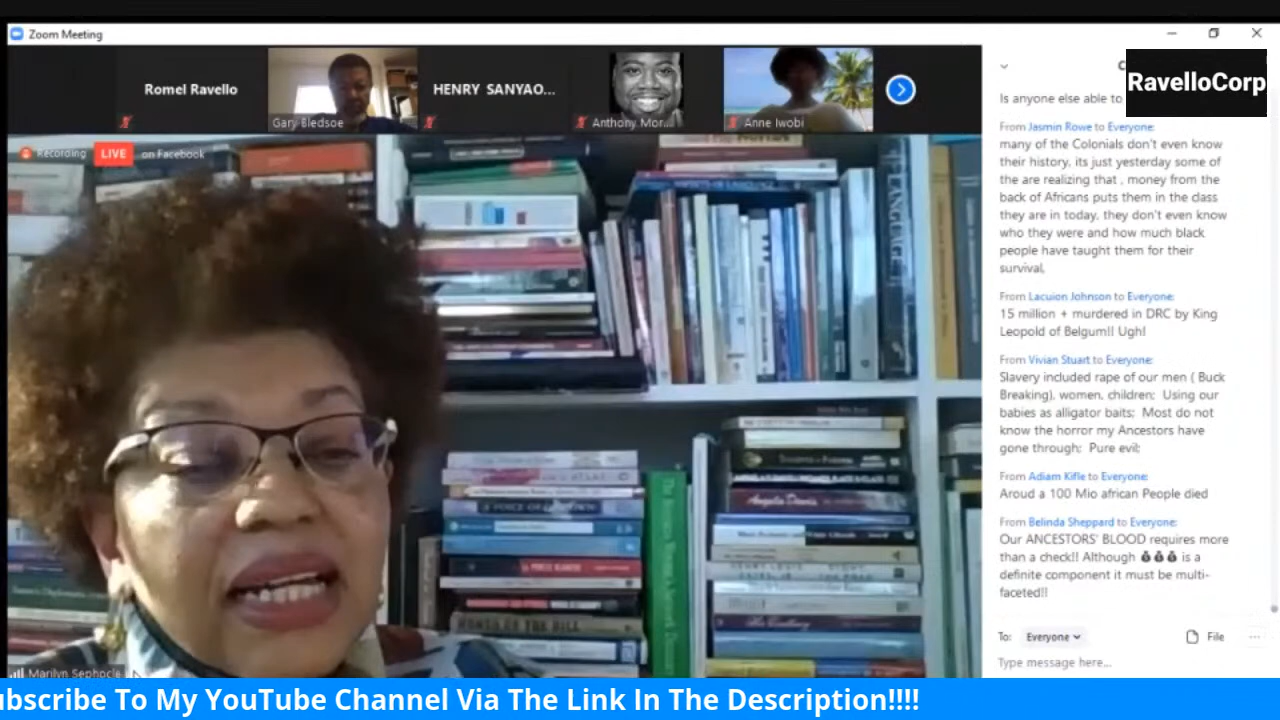 Zoom Meeting
Romel Ravello
Gary Bledsoe
HENRY SANYAO...
Anthony Mor...
Anne Iwobi
RavelloCorp
Recording
LIVE
on Facebook
Is anyone else able to
From Jasmin Rowe to Everyone:
many of the Colonials don't even know
their history, its just yesterday some of
the are realizing that , money from the
back of Africans puts them in the class
they are in today, they don't even know
who they were and how much black
people have taught them for their
survival,
From Lacuion Johnson to Everyone:
15 million + murdered in DRC by King
Leopold of Belgum!! Ugh!
From Vivian Stuart to Everyone:
Slavery included rape of our men ( Buck
Breaking), women, children; Using our
babies as alligator baits; Most do not
know the horror my Ancestors have
gone through; Pure evil;
From Adiam Kifle to Everyone:
Aroud a 100 Mio african People died
From Belinda Sheppard to Everyone:
Our ANCESTORS' BLOOD requires more
than a check!! Although 💰💰💰 is a
definite component it must be multi-
faceted!!
To: Everyone
File
Type message here...
LANGUAGE
Angela Davis
Marilyn Sephocle
ubscribe To My YouTube Channel Via The Link In The Description!!!!